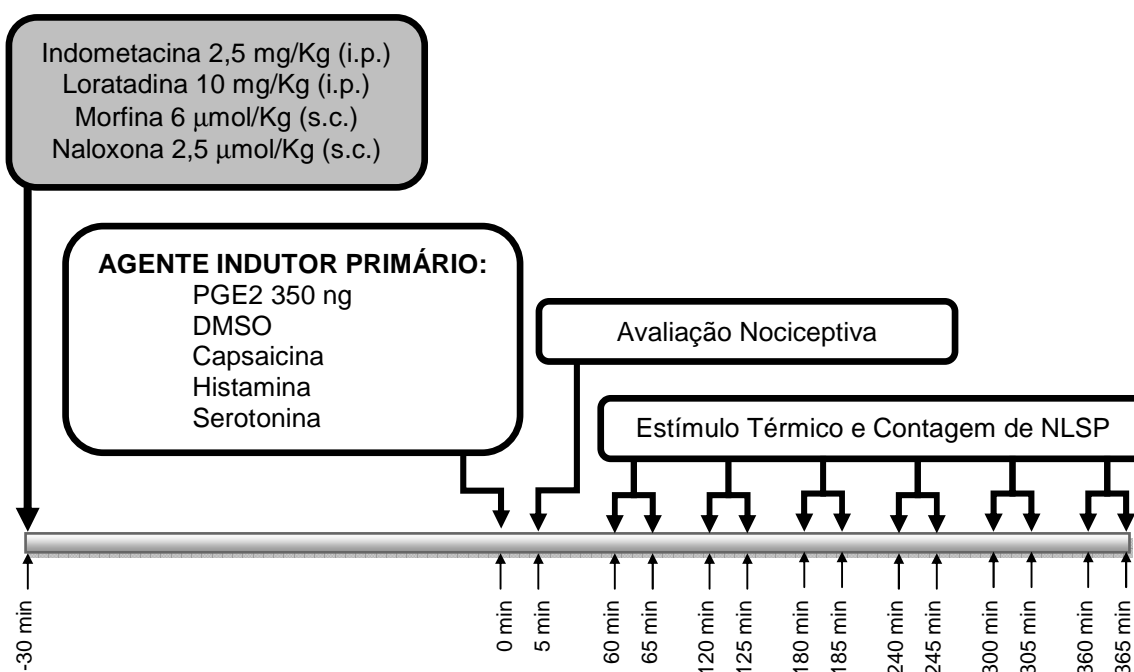 Indometacina 2,5 mg/Kg (i.p.)
Loratadina 10 mg/Kg (i.p.)
Morfina 6 μmol/Kg (s.c.)
Naloxona 2,5 μmol/Kg (s.c.)
AGENTE INDUTOR PRIMÁRIO:
PGE2 350 ng
DMSO
Capsaicina
Histamina
Serotonina
Avaliação Nociceptiva
Estímulo Térmico e Contagem de NLSP
-30 min
0 min
5 min
60 min
65 min
120 min
125 min
180 min
185 min
240 min
245 min
300 min
305 min
360 min
365 min